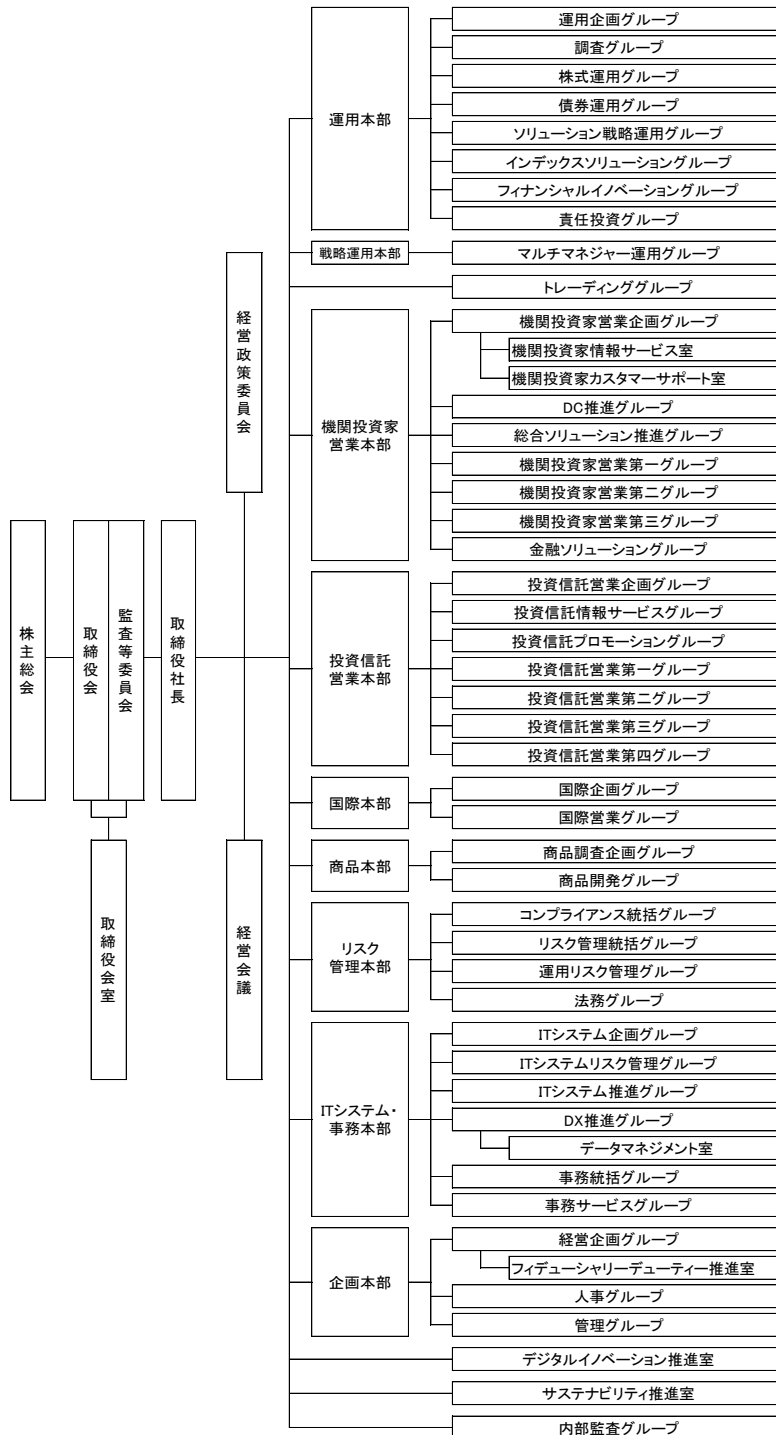 株主総会
取締役会
監査等委員会
取締役会室
取締役社長
経営政策委員会
経営会議
運用本部
運用企画グループ
調査グループ
株式運用グループ
債券運用グループ
ソリューション戦略運用グループ
インデックスソリューショングループ
フィナンシャルイノベーショングループ
責任投資グループ
戦略運用本部
マルチマネジャー運用グループ
トレーディンググループ
機関投資家
営業本部
機関投資家営業企画グループ
機関投資家情報サービス室
機関投資家カスタマーサポート室
DC推進グループ
総合ソリューション推進グループ
機関投資家営業第一グループ
機関投資家営業第二グループ
機関投資家営業第三グループ
金融ソリューショングループ
投資信託
営業本部
投資信託営業企画グループ
投資信託情報サービスグループ
投資信託プロモーショングループ
投資信託営業第一グループ
投資信託営業第二グループ
投資信託営業第三グループ
投資信託営業第四グループ
国際本部
国際企画グループ
国際営業グループ
商品本部
商品調査企画グループ
商品開発グループ
リスク
管理本部
コンプライアンス統括グループ
リスク管理統括グループ
運用リスク管理グループ
法務グループ
ITシステム・
事務本部
ITシステム企画グループ
ITシステムリスク管理グループ
ITシステム推進グループ
DX推進グループ
データマネジメント室
事務統括グループ
事務サービスグループ
企画本部
経営企画グループ
フィデューシャリーデューティー推進室
人事グループ
管理グループ
デジタルイノベーション推進室
サステナビリティ推進室
内部監査グループ